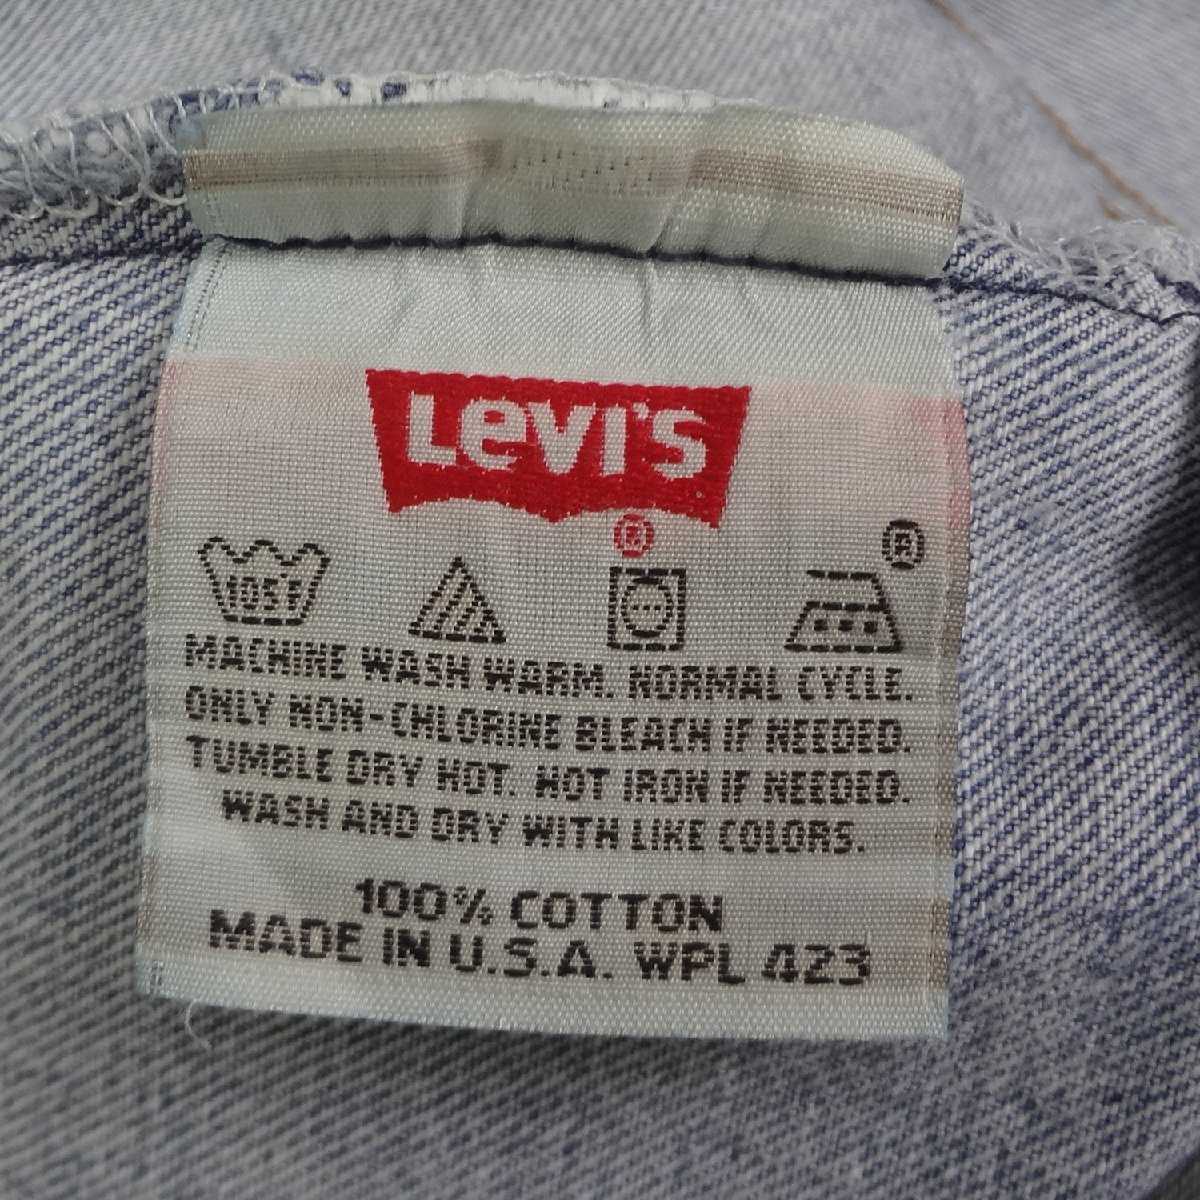 Levi's
®
®
105F
MACHINE WASH WARM. NORMAL CYCLE.
ONLY NON-CHLORINE BLEACH IF NEEDED.
TUMBLE DRY HOT. HOT IRON IF NEEDED.
WASH AND DRY WITH LIKE COLORS.
100% COTTON
MADE IN U.S.A. WPL 423